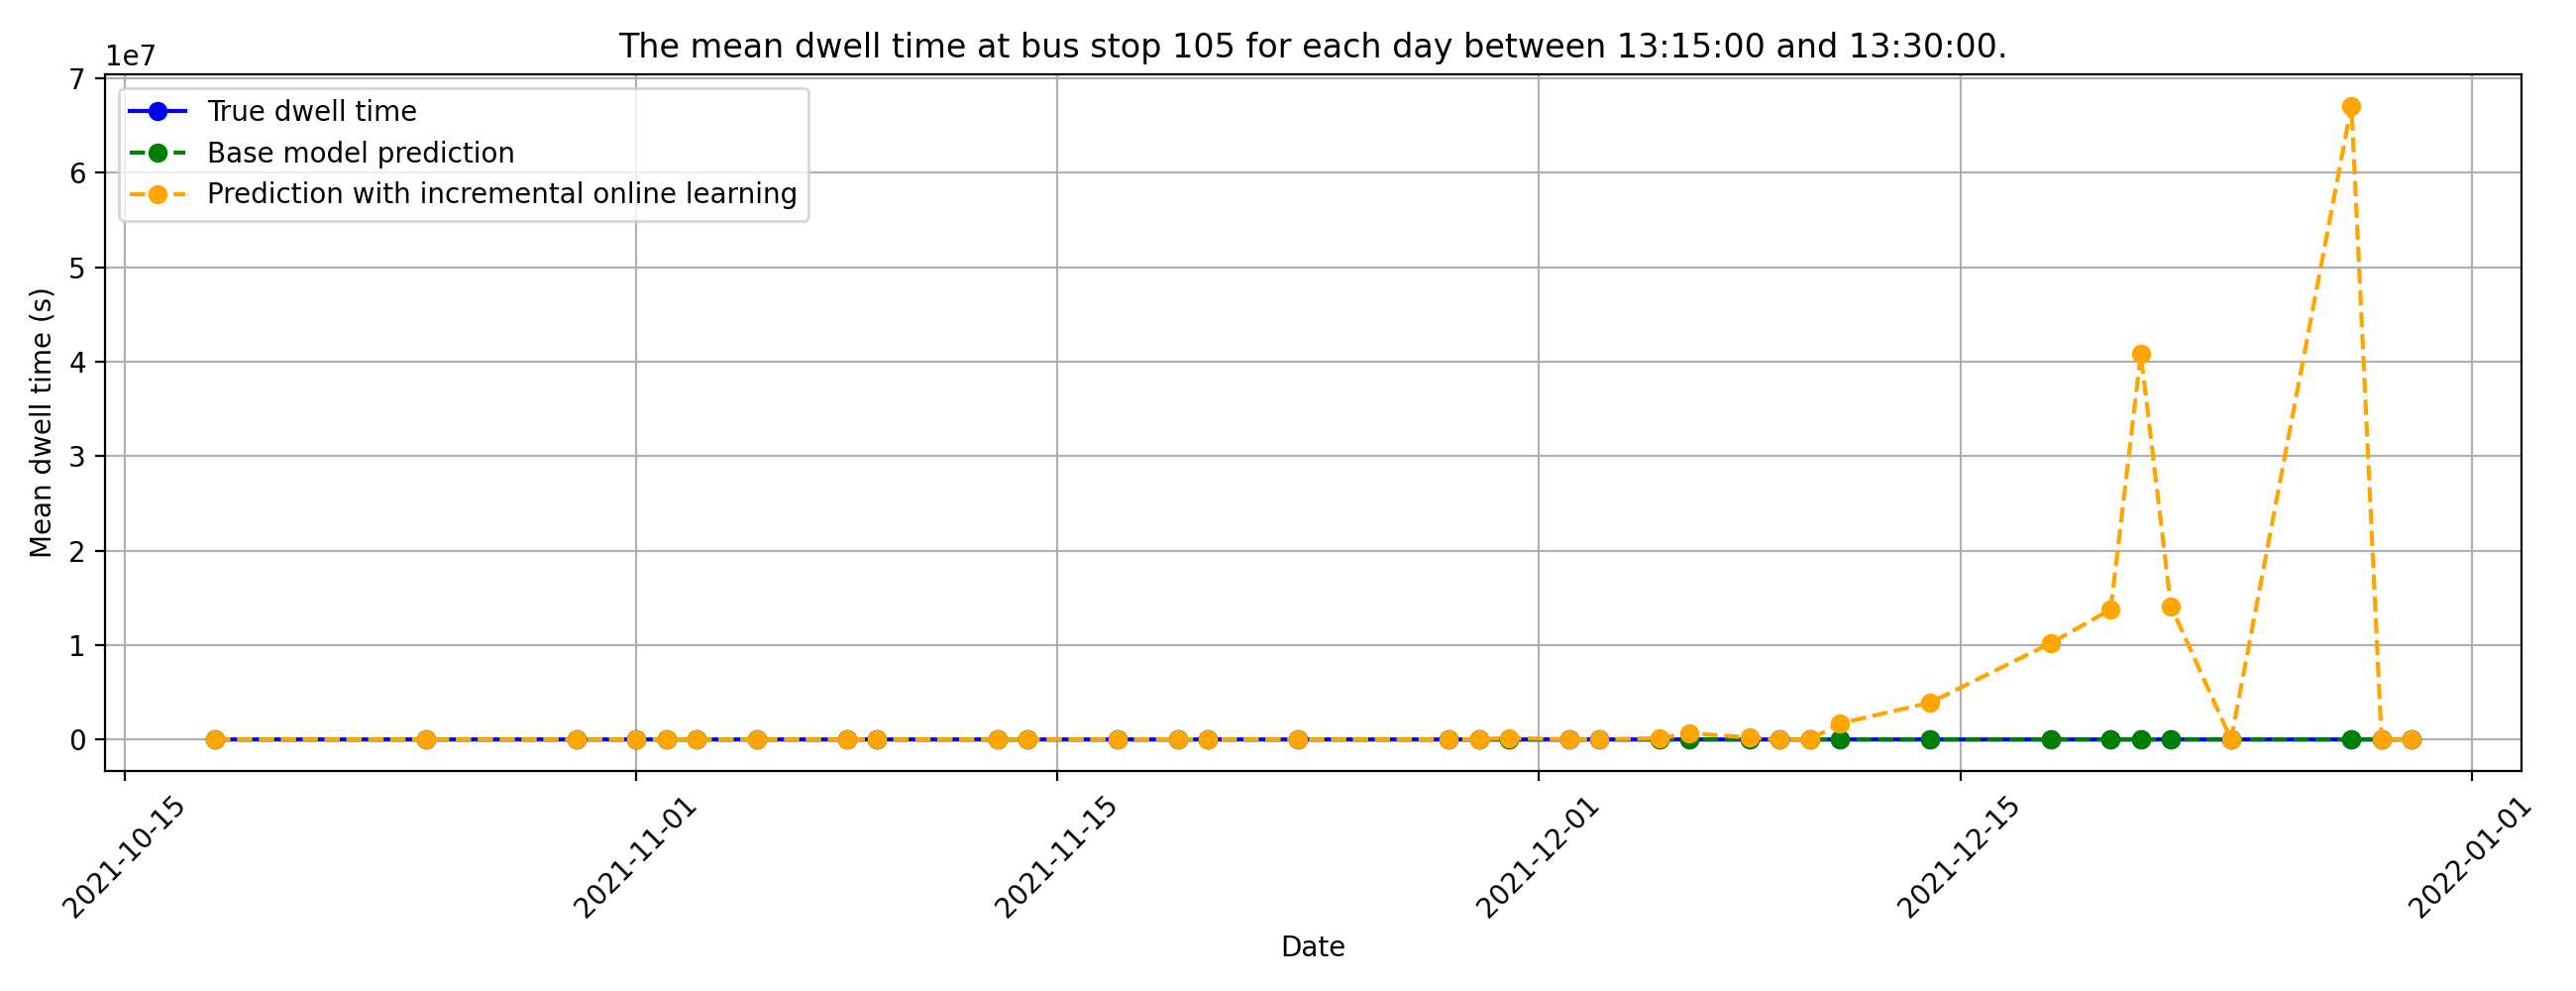 The mean dwell time at bus stop 105 for each day between 13:15:00 and 13:30:00.
1e7
7
6
5
4
3
2
1
0
Mean dwell time (s)
True dwell time
Base model prediction
Prediction with incremental online learning
2021-10-15
2021-11-01
2021-11-15
2021-12-01
2021-12-15
2022-01-01
Date